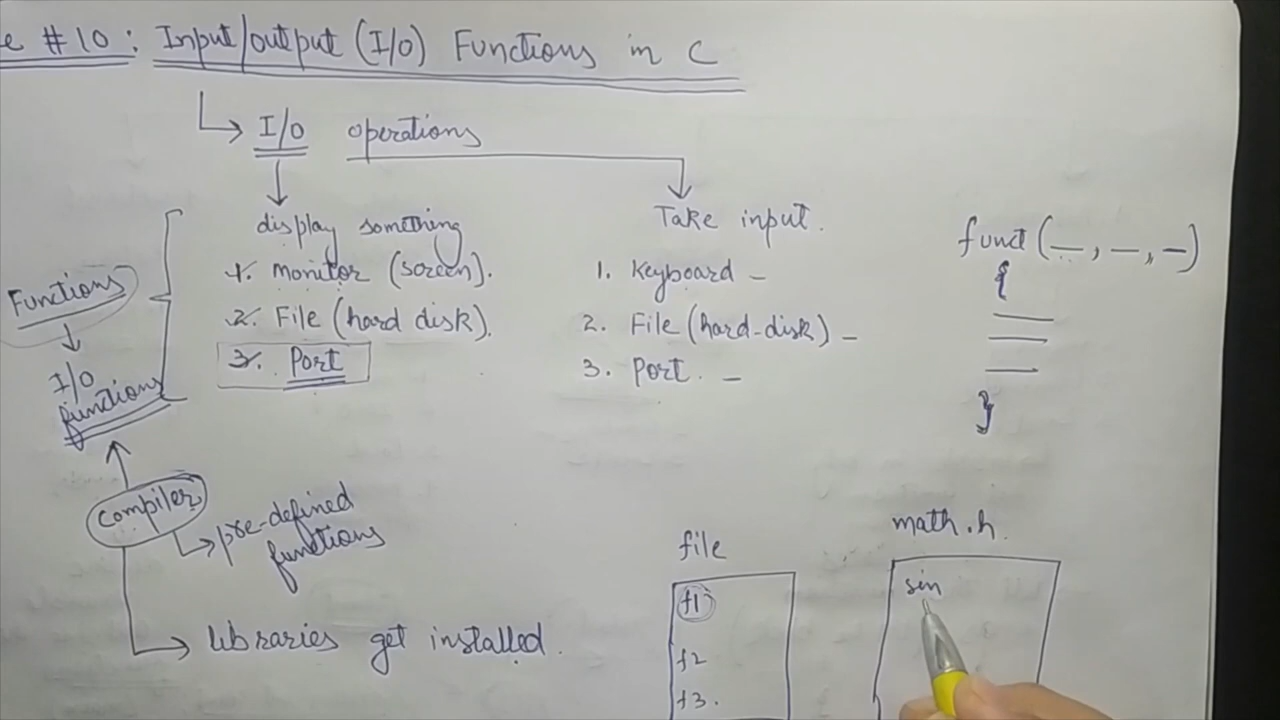 e #10: Input/output (I/O) Functions in C
I/O operations
display something
1. Monitor (screen).
2. File (hard disk).
3. Port
Take input.
1. Keyboard -
2. File (hard-disk) -
3. Port. -
funct (—, —, —)
{
}
Functions
I/O
functions
Compiler
pre-defined
functions
libraries get installed.
file
f1
f2
f3.
math.h
sin